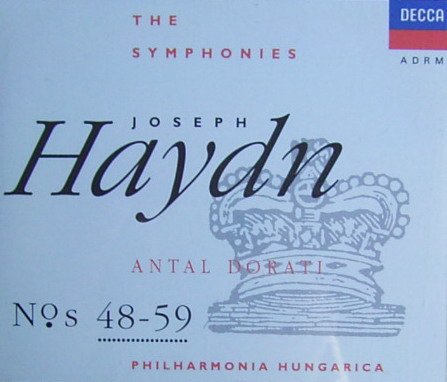 THE
SYMPHONIES
DECCA
ADRM
JOSEPH
Haydn
ANTAL DORATI
Nos 48-59
PHILHARMONIA HUNGARICA